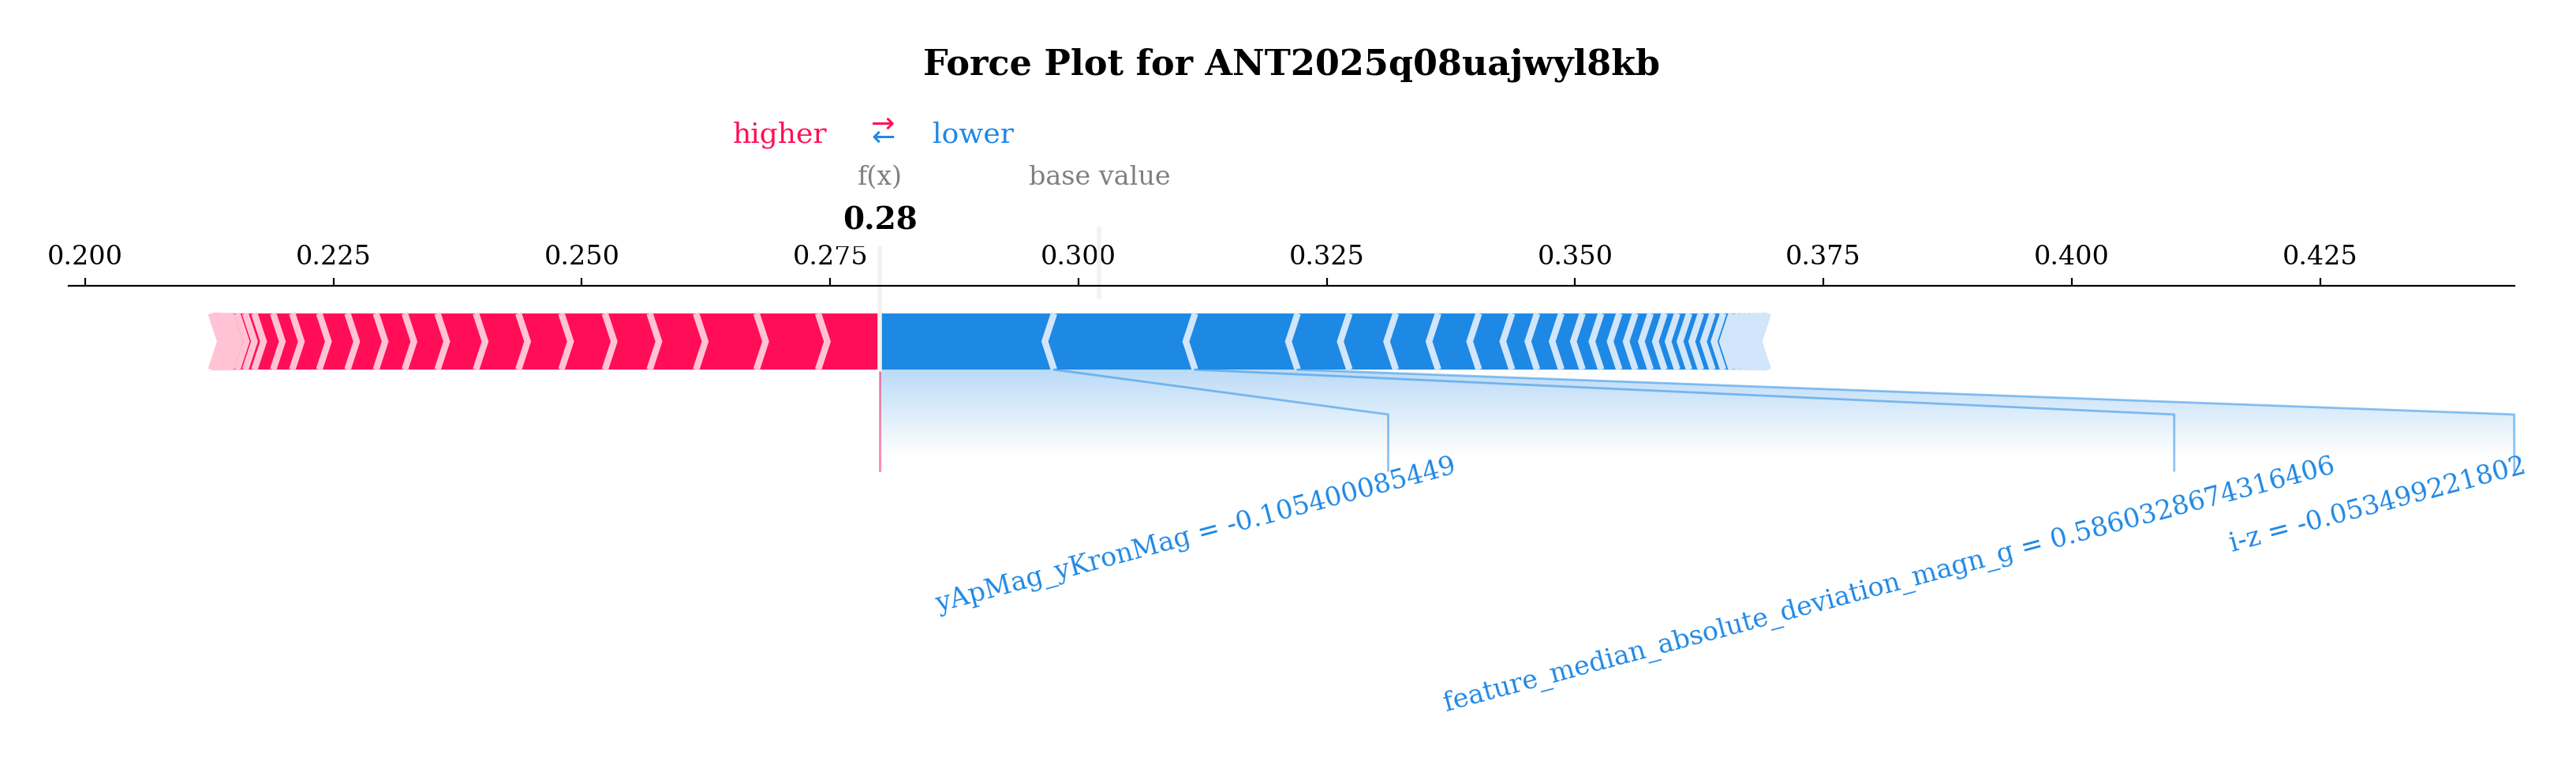 Force Plot for ANT2025q08uajwyl8kb
higher → ← lower
f(x) base value
0.28
0.200 0.225 0.250 0.275 0.300 0.325 0.350 0.375 0.400 0.425
yApMag_yKronMag = -0.105400085449
feature_median_absolute_deviation_magn_g = 0.5860328674316406
i-z = -0.053499221802